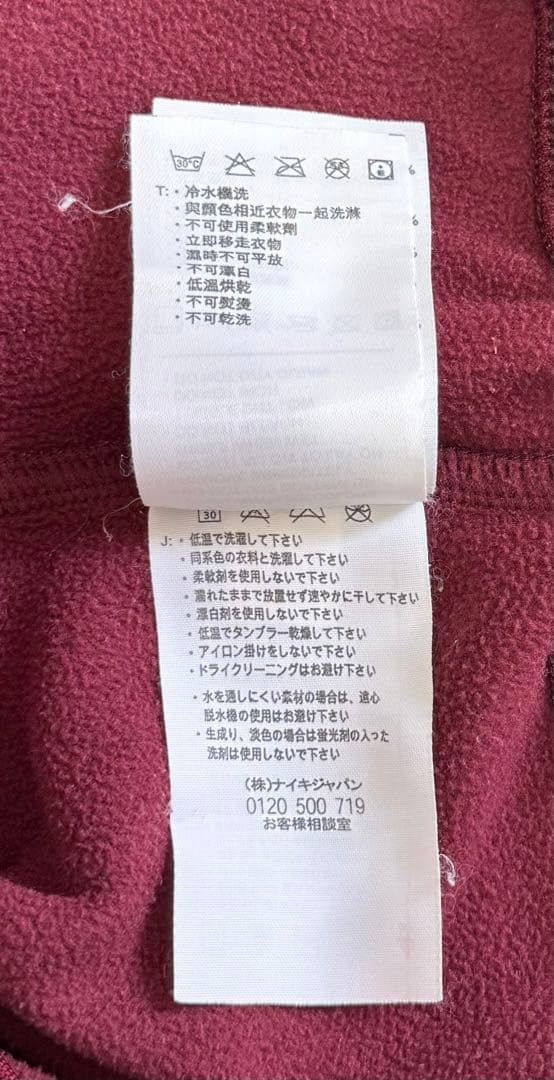 30°C
T:・冷水機洗
・與顏色相近衣物一起洗滌
・不可使用柔軟劑
・立即移走衣物
・濕時不可平放
・不可漂白
・低溫烘乾
・不可熨燙
・不可乾洗
30
J:・低温で洗濯して下さい
・同系色の衣料と洗濯して下さい
・柔軟剤を使用しないで下さい
・濡れたままで放置せず速やかに干して下さい
・漂白剤を使用しないで下さい
・低温でタンブラー乾燥して下さい
・アイロン掛けをしないで下さい
・ドライクリーニングはお避け下さい
・水を通しにくい素材の場合は、遠心
脱水機の使用はお避け下さい
・生成り、淡色の場合は蛍光剤の入った
洗剤は使用しないで下さい
(株)ナイキジャパン
0120 500 719
お客様相談室